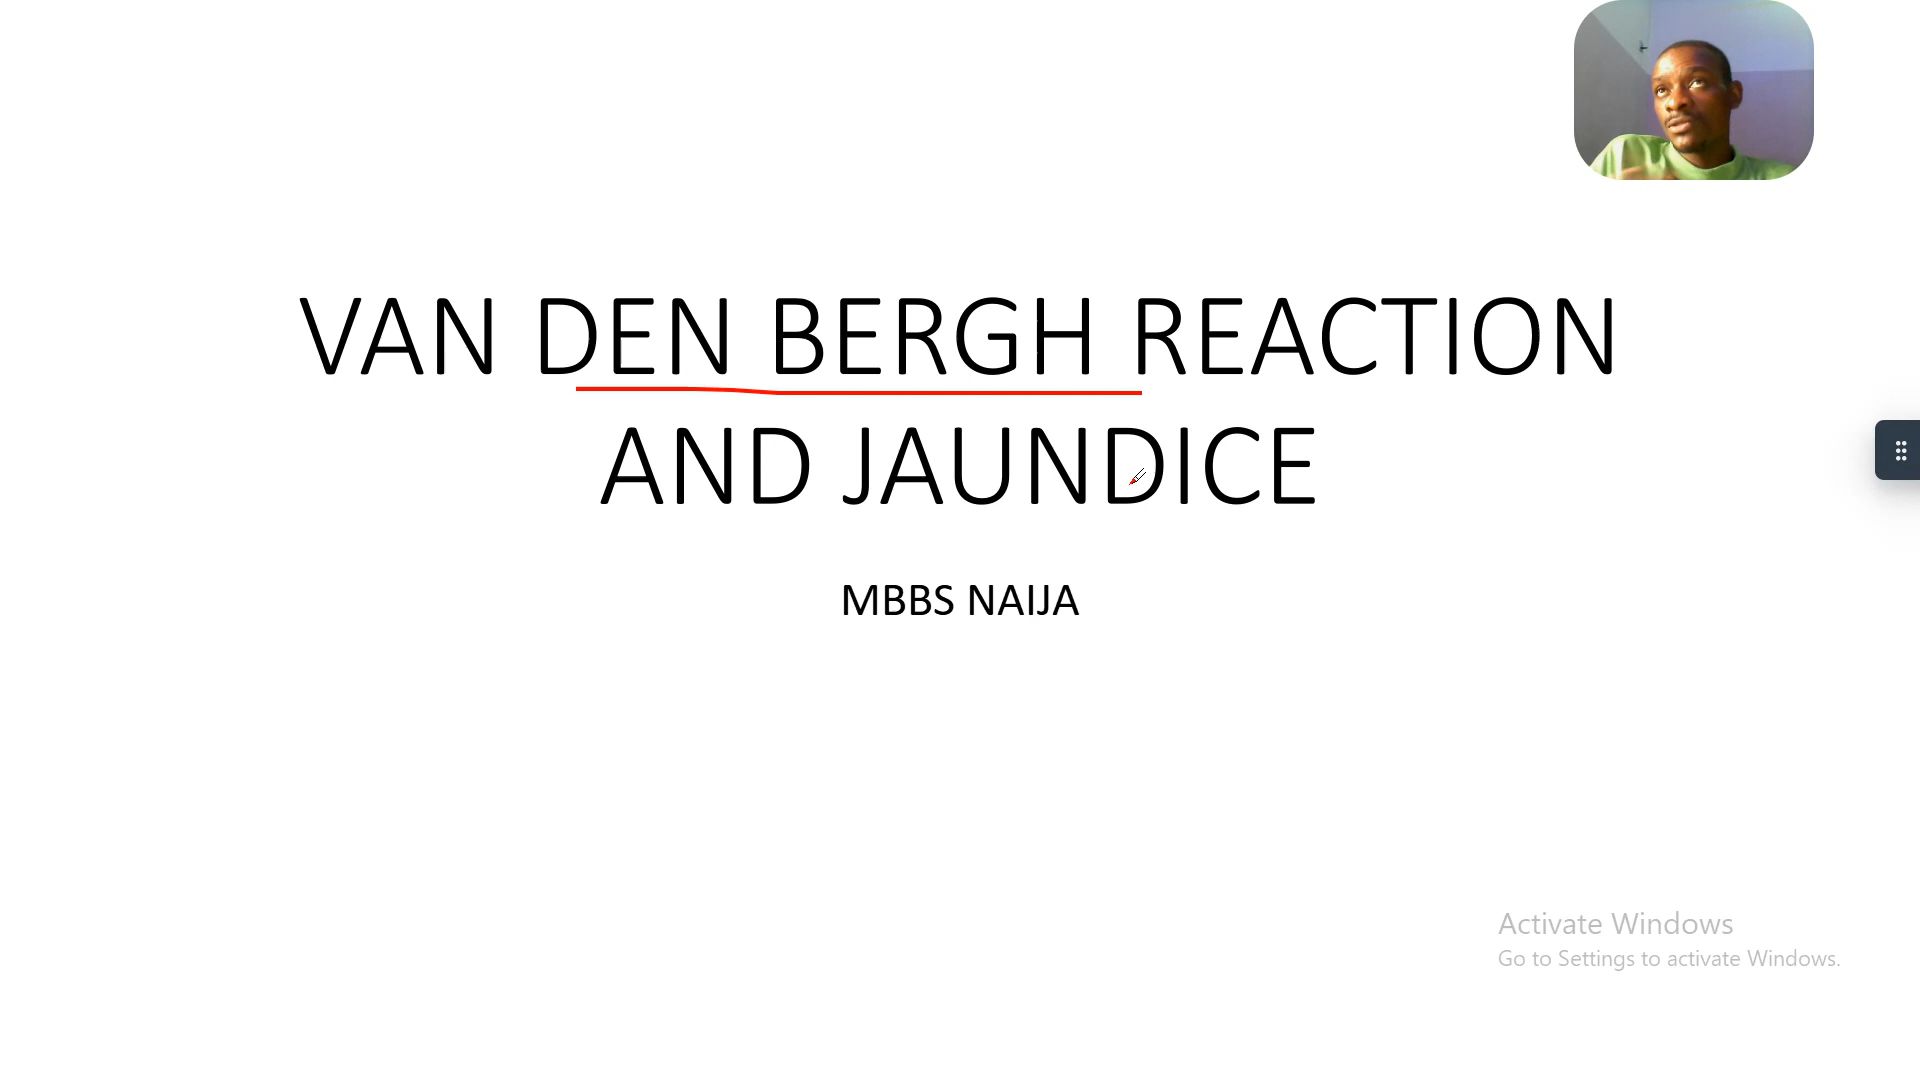 VAN DEN BERGH REACTION
AND JAUNDICE
MBBS NAIJA
Activate Windows
Go to Settings to activate Windows.